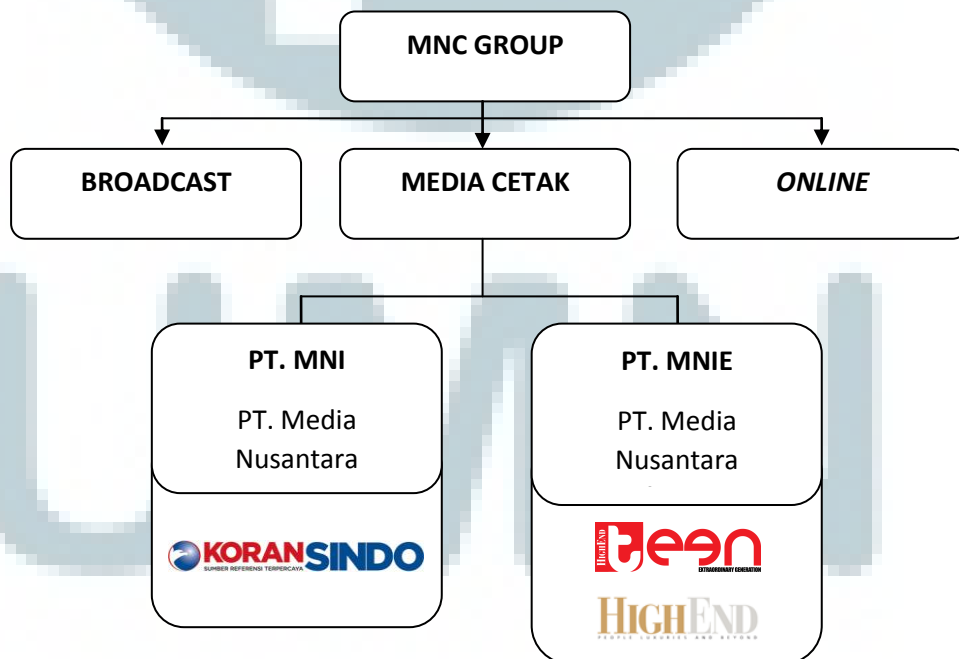 MNC GROUP
BROADCAST
MEDIA CETAK
ONLINE
PT. MNI
PT. Media
Nusantara
PT. MNIE
PT. Media
Nusantara
KORANSINDO
SUMBER REFERENSI TERPERCAYA
HIGHEND
teen
EXTRAORDINARY GENERATION
HIGHEND
PEOPLE LUXURIES AND BEYOND